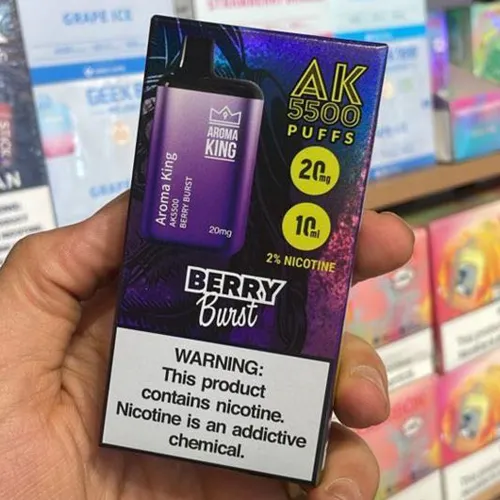 STRAWBERRY
GRAPE ICE
GEEK B
AK
5500
PUFFS
20mg
10ml
2% NICOTINE
AROMA
KING
Aroma King
AK5500
BERRY BURST
20mg
BERRY
Burst
WARNING:
This product
contains nicotine.
Nicotine is an addictive
chemical.